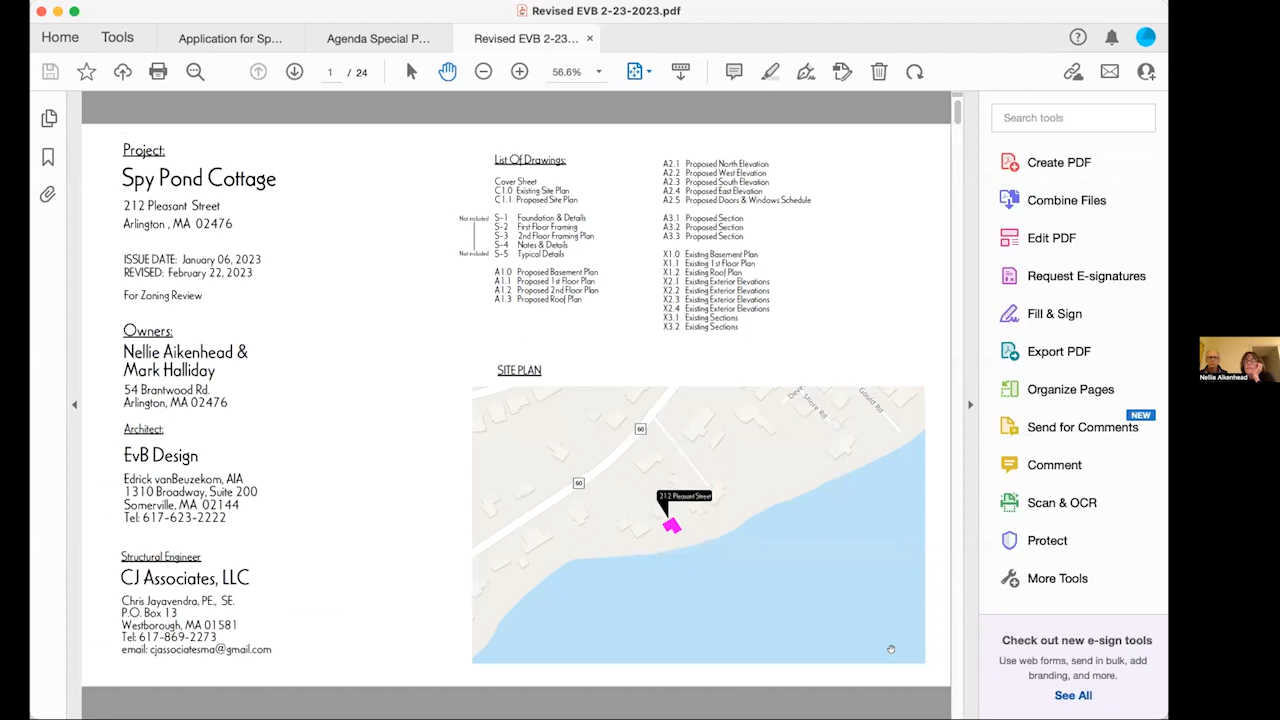 Revised EVB 2-23-2023.pdf
Home
Tools
Application for Sp...
Agenda Special P...
Revised EVB 2-23... ×
1 / 24
56.6%
Project:
Spy Pond Cottage
212 Pleasant Street
Arlington , MA 02476
ISSUE DATE: January 06, 2023
REVISED: February 22, 2023
For Zoning Review
Owners:
Nellie Aikenhead &
Mark Halliday
54 Brantwood Rd.
Arlington, MA 02476
Architect:
EvB Design
Edrick vanBeuzekom, AIA
1310 Broadway, Suite 200
Somerville, MA 02144
Tel: 617-623-2222
Structural Engineer
CJ Associates, LLC
Chris Jayavendra, PE., SE.
P.O. Box 13
Westborough, MA 01581
Tel: 617-869-2273
email: cjassociatesma@gmail.com
List Of Drawings:
Cover Sheet
C1.0 Existing Site Plan
C1.1 Proposed Site Plan
Not included S-1 Foundation & Details
S-2 First Floor Framing
S-3 2nd Floor Framing Plan
S-4 Notes & Details
Not included S-5 Typical Details
A1.0 Proposed Basement Plan
A1.1 Proposed 1st Floor Plan
A1.2 Proposed 2nd Floor Plan
A1.3 Proposed Roof Plan
A2.1 Proposed North Elevation
A2.2 Proposed West Elevation
A2.3 Proposed South Elevation
A2.4 Proposed East Elevation
A2.5 Proposed Doors & Windows Schedule
A3.1 Proposed Section
A3.2 Proposed Section
A3.3 Proposed Section
X1.0 Existing Basement Plan
X1.1 Existing 1st Floor Plan
X1.2 Existing Roof Plan
X2.1 Existing Exterior Elevations
X2.2 Existing Exterior Elevations
X2.3 Existing Exterior Elevations
X2.4 Existing Exterior Elevations
X3.1 Existing Sections
X3.2 Existing Sections
SITE PLAN
60
60
Shore Rd
Gould Rd
212 Pleasant Street
Search tools
Create PDF
Combine Files
Edit PDF
Request E-signatures
Fill & Sign
Export PDF
Organize Pages
NEW
Send for Comments
Comment
Scan & OCR
Protect
More Tools
Check out new e-sign tools
Use web forms, send in bulk, add
branding, and more.
See All
Nellie Aikenhead